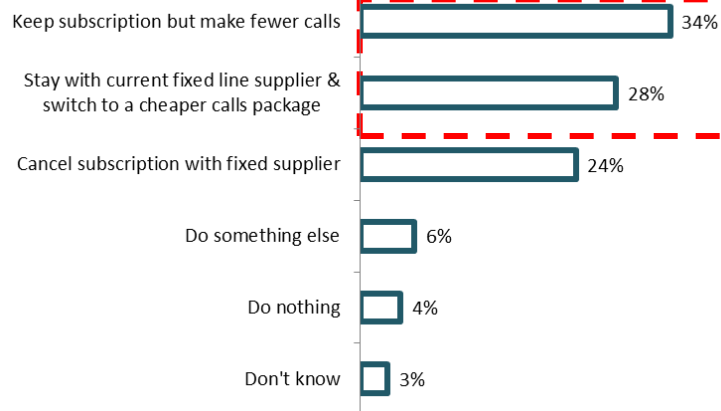 Keep subscription but make fewer calls 34%
Stay with current fixed line supplier &
switch to a cheaper calls package 28%
Cancel subscription with fixed supplier 24%
Do something else 6%
Do nothing 4%
Don't know 3%